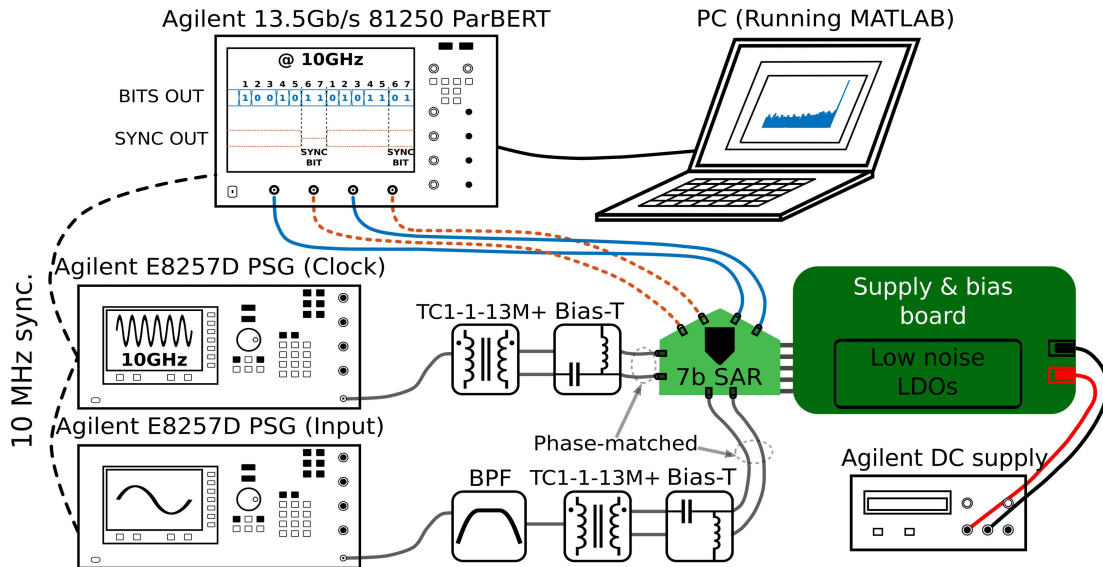 Agilent 13.5Gb/s 81250 ParBERT
PC (Running MATLAB)
@ 10GHz
1 2 3 4 5 6 7 1 2 3 4 5 6 7
BITS OUT
1 0 0 1 0 1 1 0 1 0 1 1 0 1
SYNC OUT
SYNC BIT
SYNC BIT
10 MHz sync.
Agilent E8257D PSG (Clock)
10GHz
TC1-1-13M+
Bias-T
7b SAR
Supply & bias
board
Low noise
LDOs
Agilent E8257D PSG (Input)
Phase-matched
BPF
TC1-1-13M+
Bias-T
Agilent DC supply